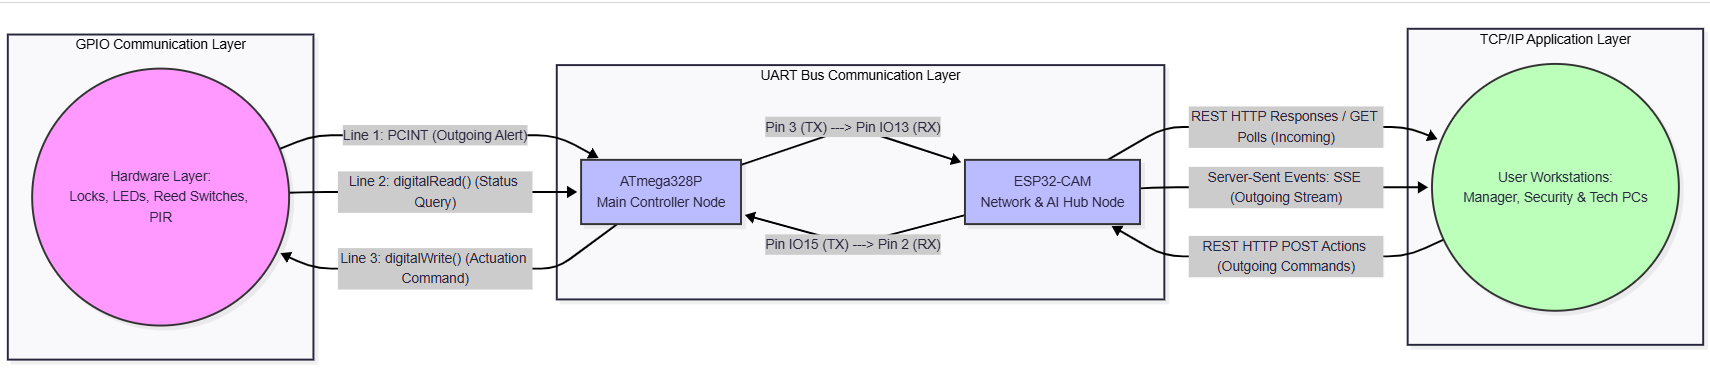 GPIO Communication Layer
Hardware Layer:
Locks, LEDs, Reed Switches,
PIR
Line 1: PCINT (Outgoing Alert)
Line 2: digitalRead() (Status
Query)
Line 3: digitalWrite() (Actuation
Command)
UART Bus Communication Layer
ATmega328P
Main Controller Node
Pin 3 (TX) ---> Pin IO13 (RX)
Pin IO15 (TX) ---> Pin 2 (RX)
ESP32-CAM
Network & AI Hub Node
REST HTTP Responses / GET
Polls (Incoming)
Server-Sent Events: SSE
(Outgoing Stream)
REST HTTP POST Actions
(Outgoing Commands)
TCP/IP Application Layer
User Workstations:
Manager, Security & Tech PCs